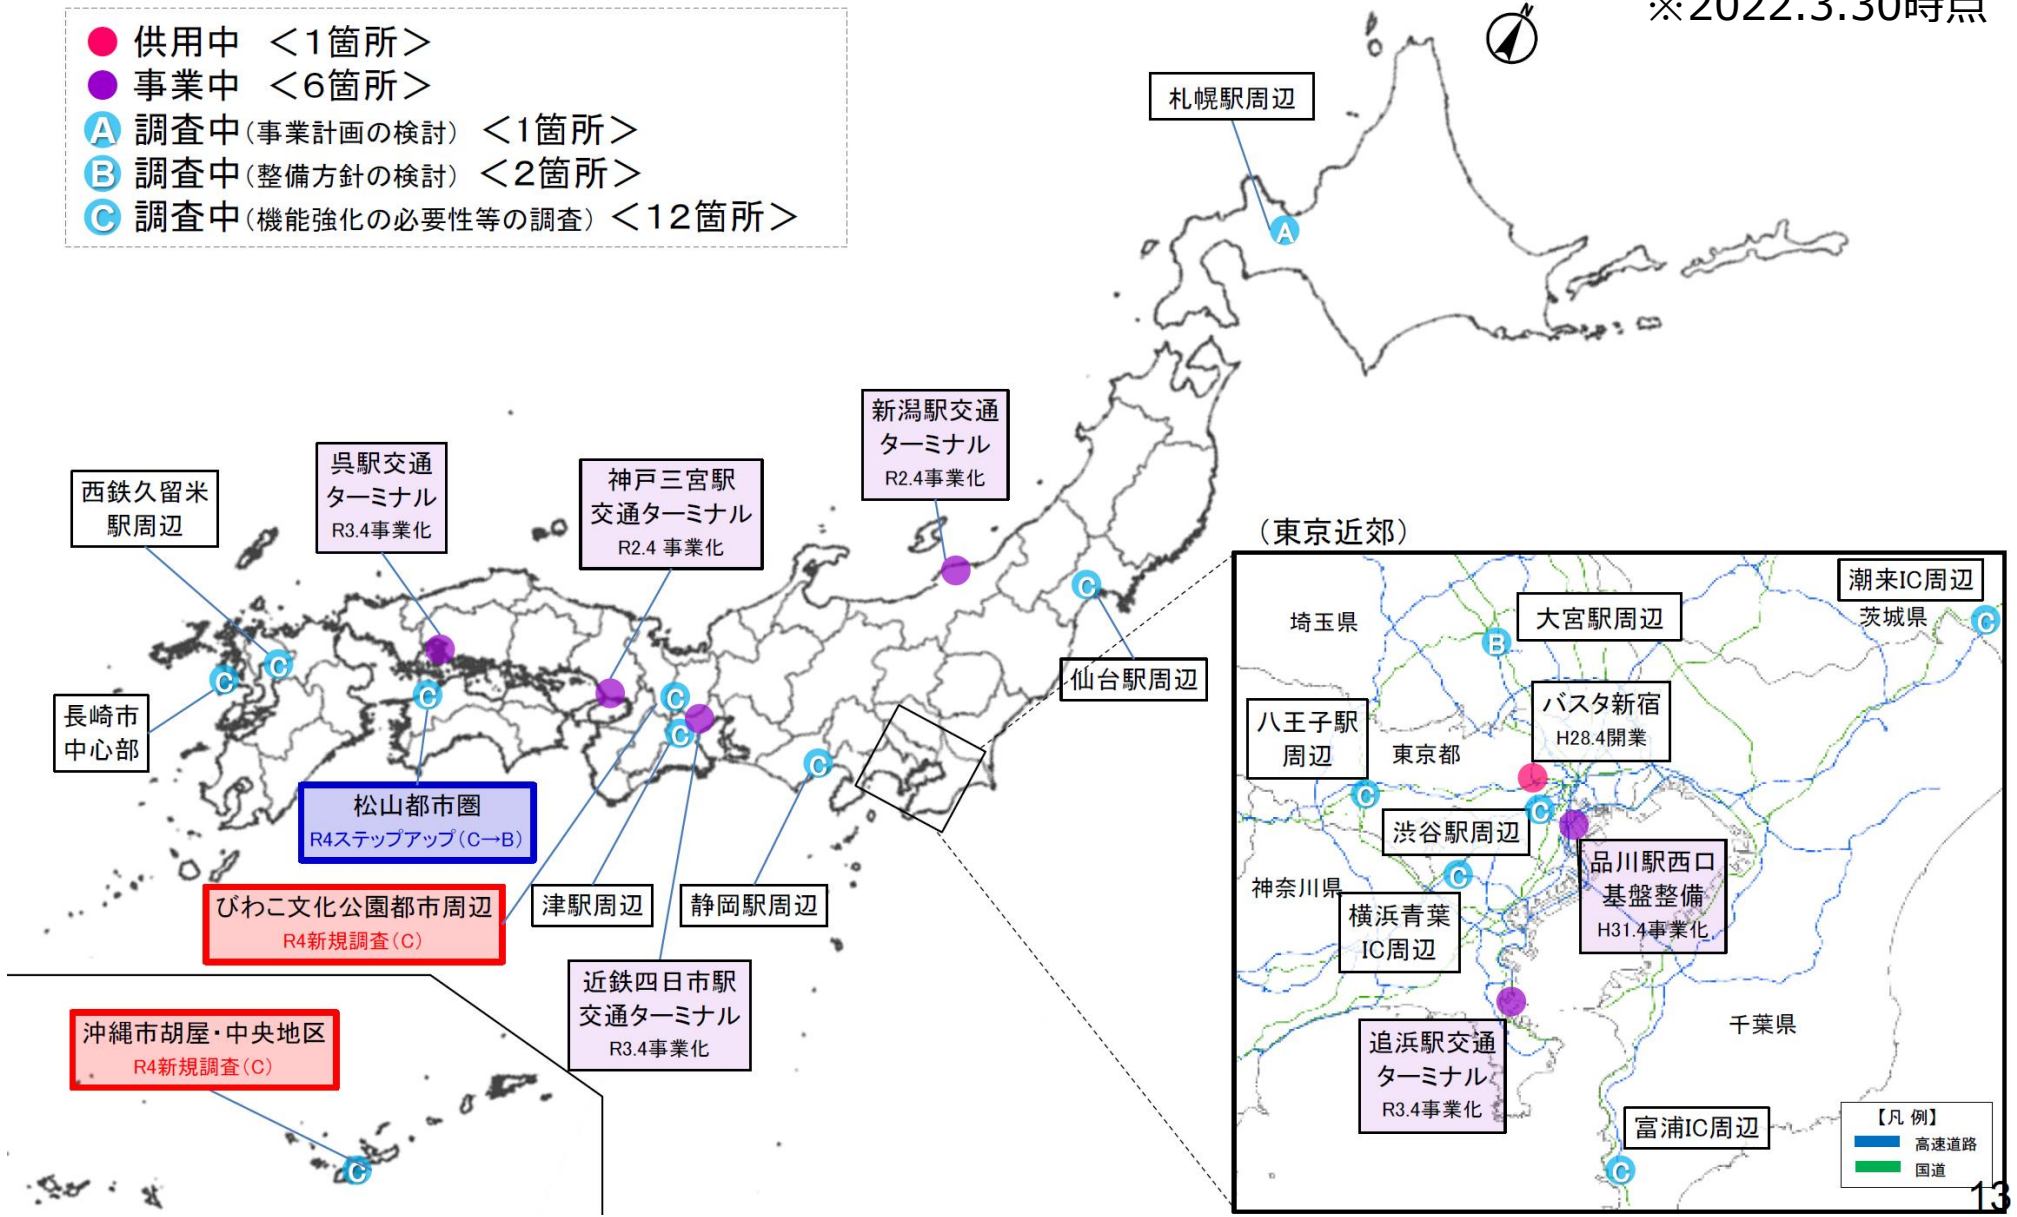 ※2022.3.30時点
供用中 ＜1箇所＞
事業中 ＜6箇所＞
A 調査中(事業計画の検討) ＜1箇所＞
B 調査中(整備方針の検討) ＜2箇所＞
C 調査中(機能強化の必要性等の調査) ＜12箇所＞
N
札幌駅周辺
A
新潟駅交通
ターミナル
R2.4事業化
呉駅交通
ターミナル
R3.4事業化
神戸三宮駅
交通ターミナル
R2.4 事業化
西鉄久留米
駅周辺
C
C
長崎市
中心部
C
C
C
C
C
仙台駅周辺
松山都市圏
R4ステップアップ(C→B)
びわこ文化公園都市周辺
R4新規調査(C)
津駅周辺
静岡駅周辺
近鉄四日市駅
交通ターミナル
R3.4事業化
沖縄市胡屋・中央地区
R4新規調査(C)
C
(東京近郊)
潮来IC周辺
茨城県
C
埼玉県
大宮駅周辺
B
バスタ新宿
H28.4開業
八王子駅
周辺
東京都
C
C
渋谷駅周辺
品川駅西口
基盤整備
H31.4事業化
神奈川県
C
横浜青葉
IC周辺
追浜駅交通
ターミナル
R3.4事業化
千葉県
富浦IC周辺
C
【凡 例】
高速道路
国道
13